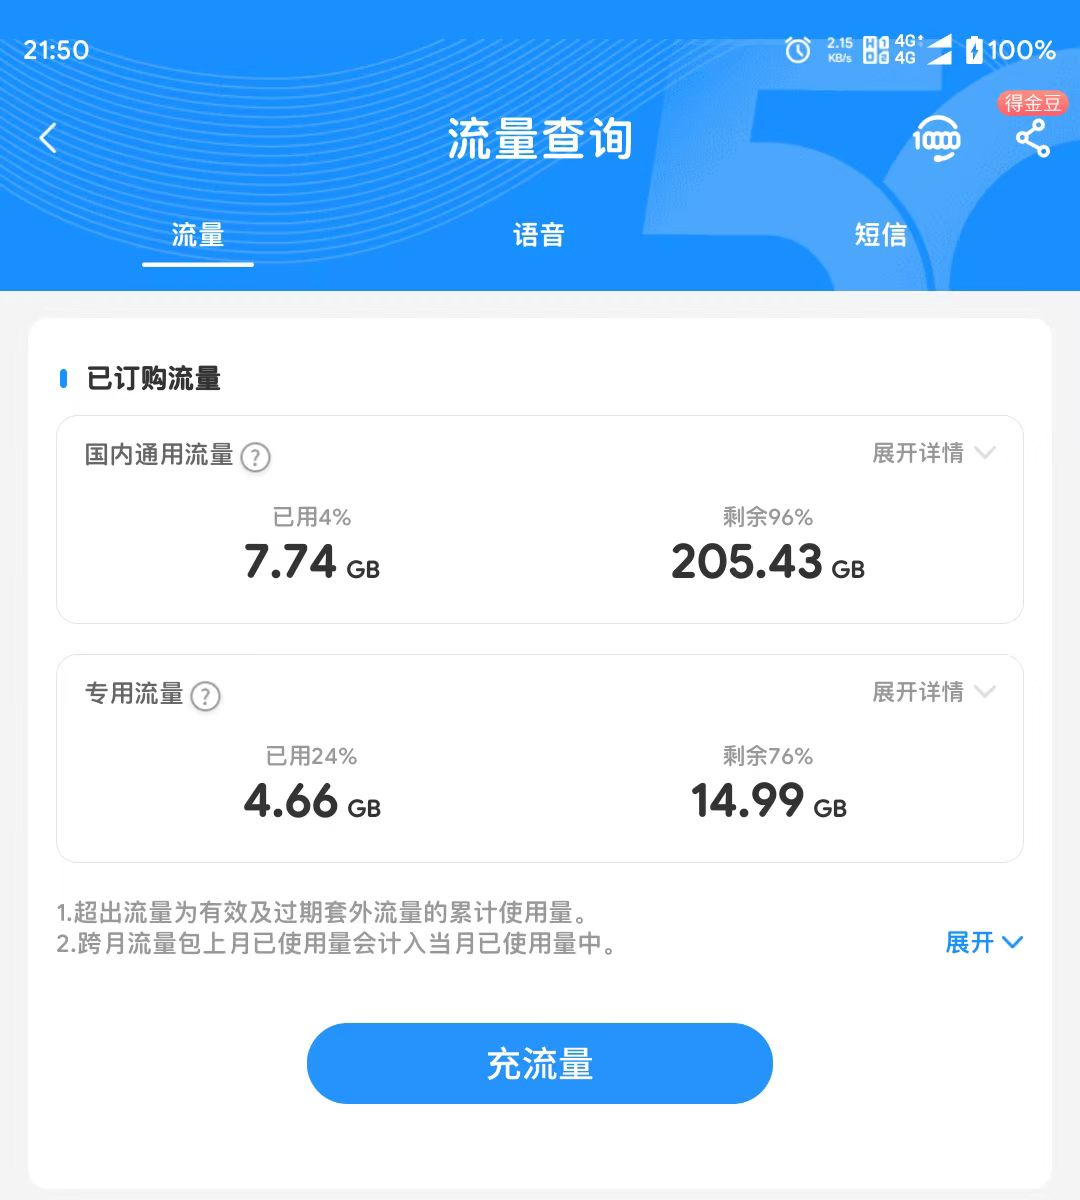 21:50
2.15
KB/s
HD 1
HD 2
4G+
4G
100%
得金豆
流量查询
10000
流量
语音
短信
已订购流量
国内通用流量 ?
展开详情
已用4%
剩余96%
7.74 GB
205.43 GB
专用流量 ?
展开详情
已用24%
剩余76%
4.66 GB
14.99 GB
1.超出流量为有效及过期套外流量的累计使用量。
2.跨月流量包上月已使用量会计入当月已使用量中。
展开
充流量